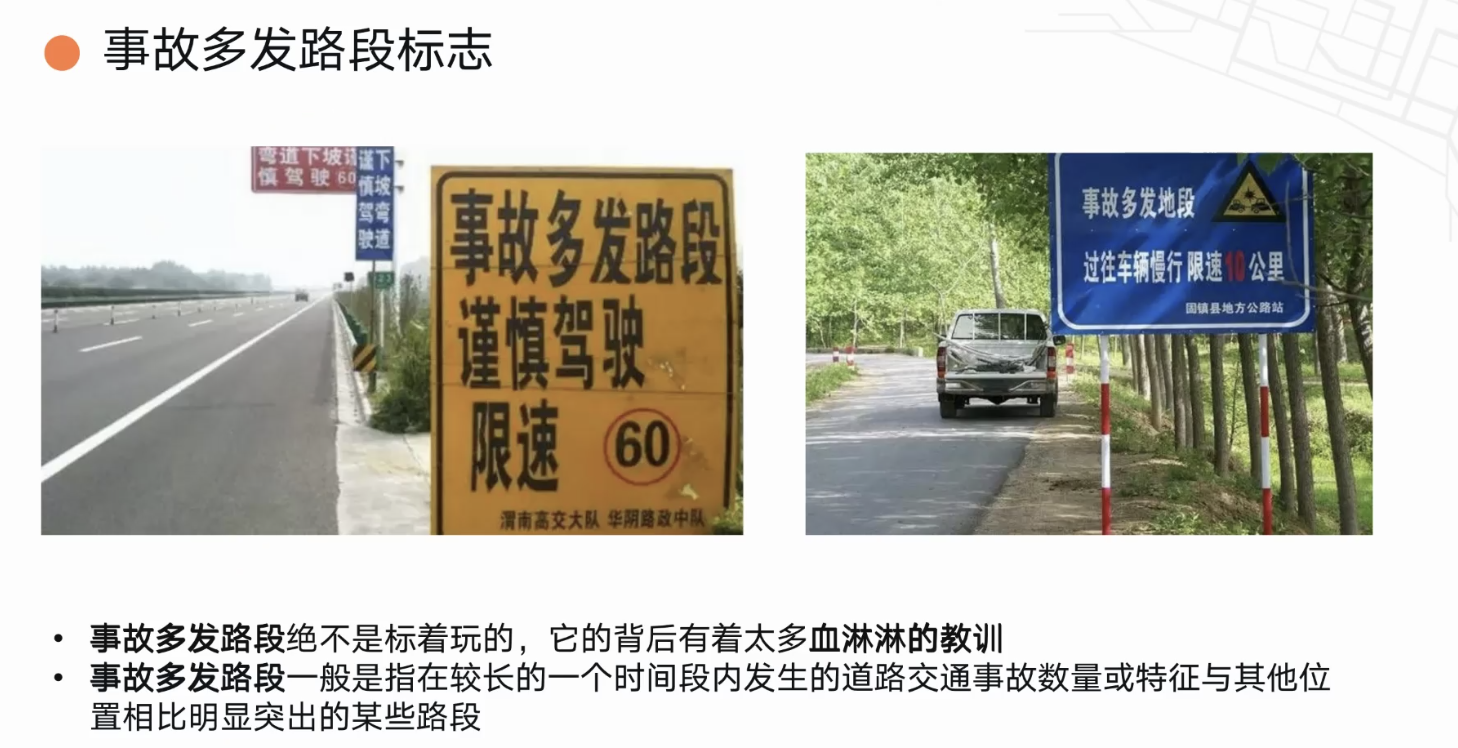 事故多发路段标志
弯道下坡谨
慎驾驶60
谨慎驾驶
下坡弯道
事故多发路段
谨慎驾驶
限速 60
渭南高交大队 华阴路政中队
事故多发地段
过往车辆慢行 限速10公里
固镇县地方公路站
• 事故多发路段绝不是标着玩的，它的背后有着太多血淋淋的教训
• 事故多发路段一般是指在较长的一个时间段内发生的道路交通事故数量或特征与其他位
置相比明显突出的某些路段